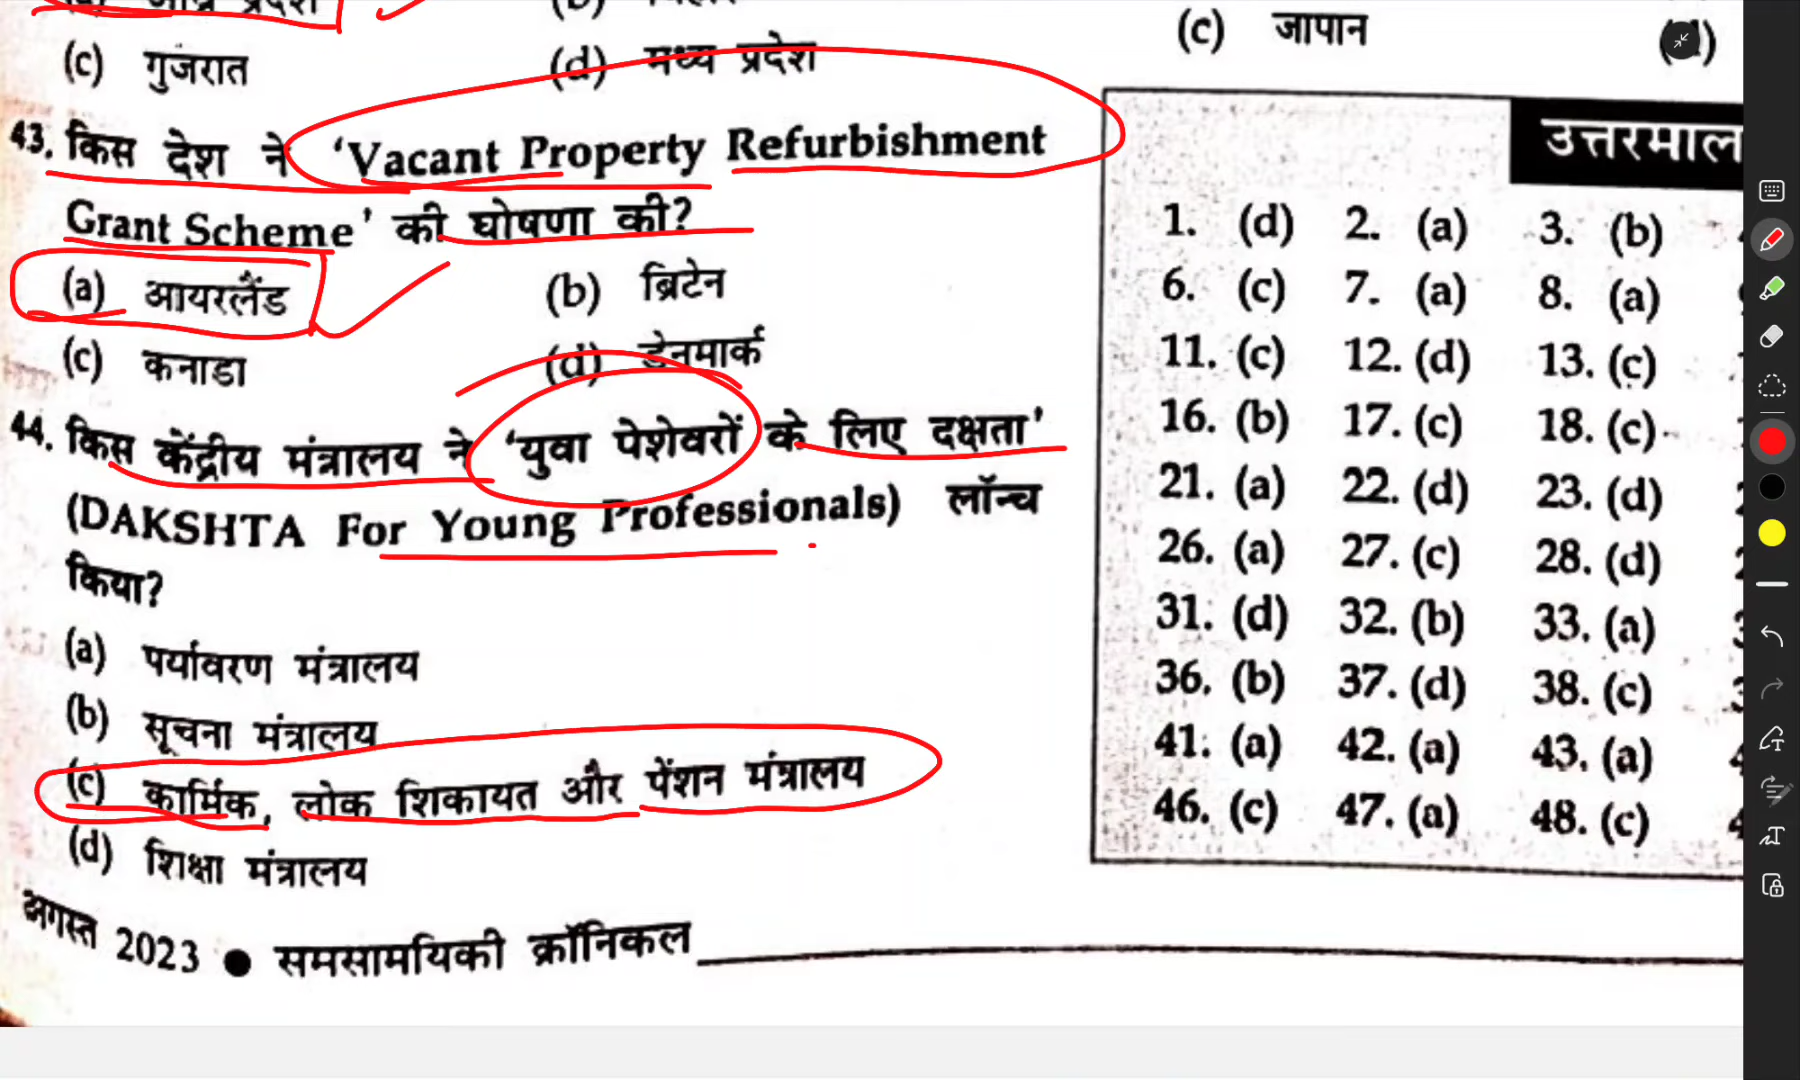 (c) गुजरात (d) मध्य प्रदेश
43. किस देश ने 'Vacant Property Refurbishment
Grant Scheme' की घोषणा की?
(a) आयरलैंड (b) ब्रिटेन
(c) कनाडा (d) डेनमार्क
44. किस केंद्रीय मंत्रालय ने 'युवा पेशेवरों के लिए दक्षता'
(DAKSHTA For Young Professionals) लॉन्च
किया?
(a) पर्यावरण मंत्रालय
(b) सूचना मंत्रालय
(c) कार्मिक, लोक शिकायत और पेंशन मंत्रालय
(d) शिक्षा मंत्रालय
अगस्त 2023 ● समसामयिकी क्रॉनिकल
(c) जापान
उत्तरमाल
1. (d) 2. (a) 3. (b)
6. (c) 7. (a) 8. (a)
11. (c) 12. (d) 13. (c)
16. (b) 17. (c) 18. (c)
21. (a) 22. (d) 23. (d)
26. (a) 27. (c) 28. (d)
31. (d) 32. (b) 33. (a)
36. (b) 37. (d) 38. (c)
41. (a) 42. (a) 43. (a)
46. (c) 47. (a) 48. (c)